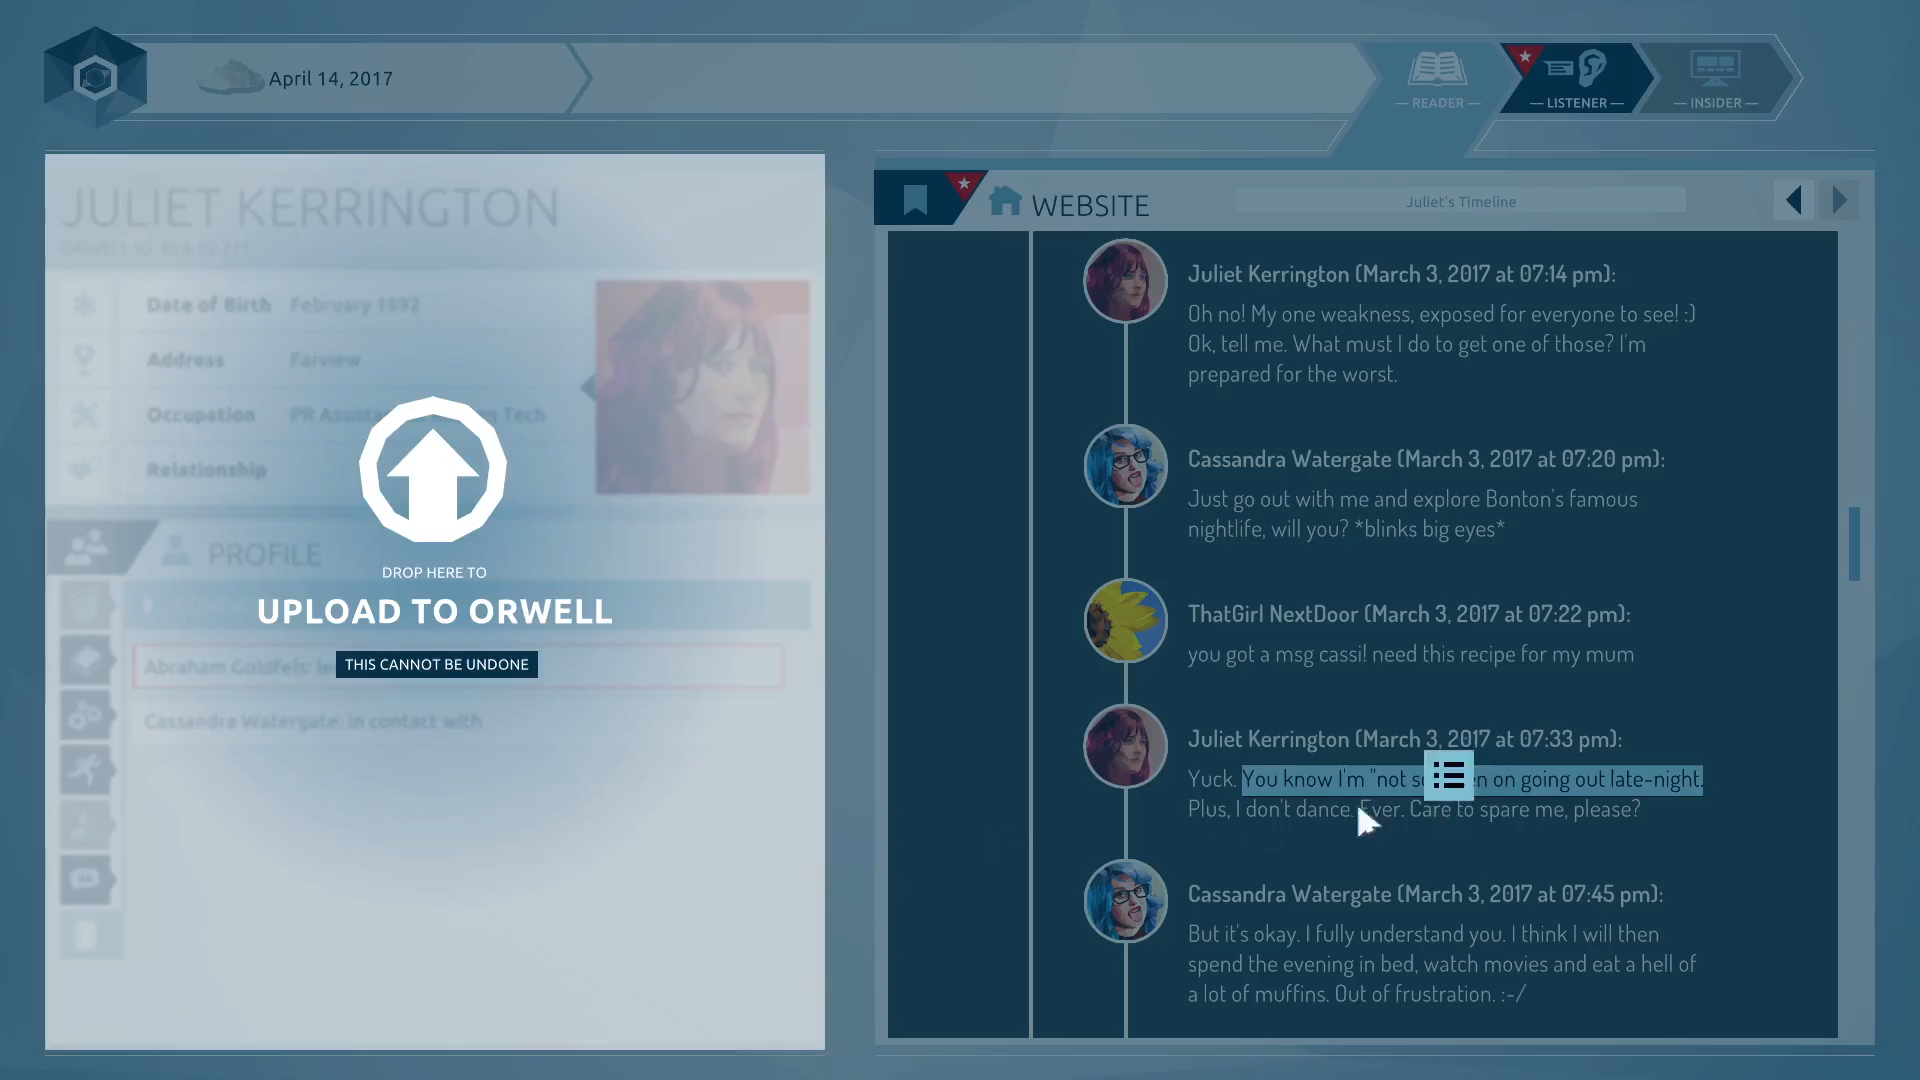 April 14, 2017
READER
LISTENER
INSIDER
JULIET KERRINGTON
Date of Birth February 1992
Address Farview
Occupation PR Tech
Relationship
PROFILE
DROP HERE TO
UPLOAD TO ORWELL
THIS CANNOT BE UNDONE
Abraham Goldfels:
Cassandra Watergate: in contact with
WEBSITE
Juliet's Timeline
Juliet Kerrington (March 3, 2017 at 07:14 pm):
Oh no! My one weakness, exposed for everyone to see! :)
Ok, tell me. What must I do to get one of those? I'm
prepared for the worst.
Cassandra Watergate (March 3, 2017 at 07:20 pm):
Just go out with me and explore Bonton's famous
nightlife, will you? *blinks big eyes*
ThatGirl NextDoor (March 3, 2017 at 07:22 pm):
you got a msg cassi! need this recipe for my mum
Juliet Kerrington (March 3, 2017 at 07:33 pm):
Yuck. You know I'm "not on going out late-night.
Plus, I don't dance. Ever. Care to spare me, please?
Cassandra Watergate (March 3, 2017 at 07:45 pm):
But it's okay. I fully understand you. I think I will then
spend the evening in bed, watch movies and eat a hell of
a lot of muffins. Out of frustration. :-/